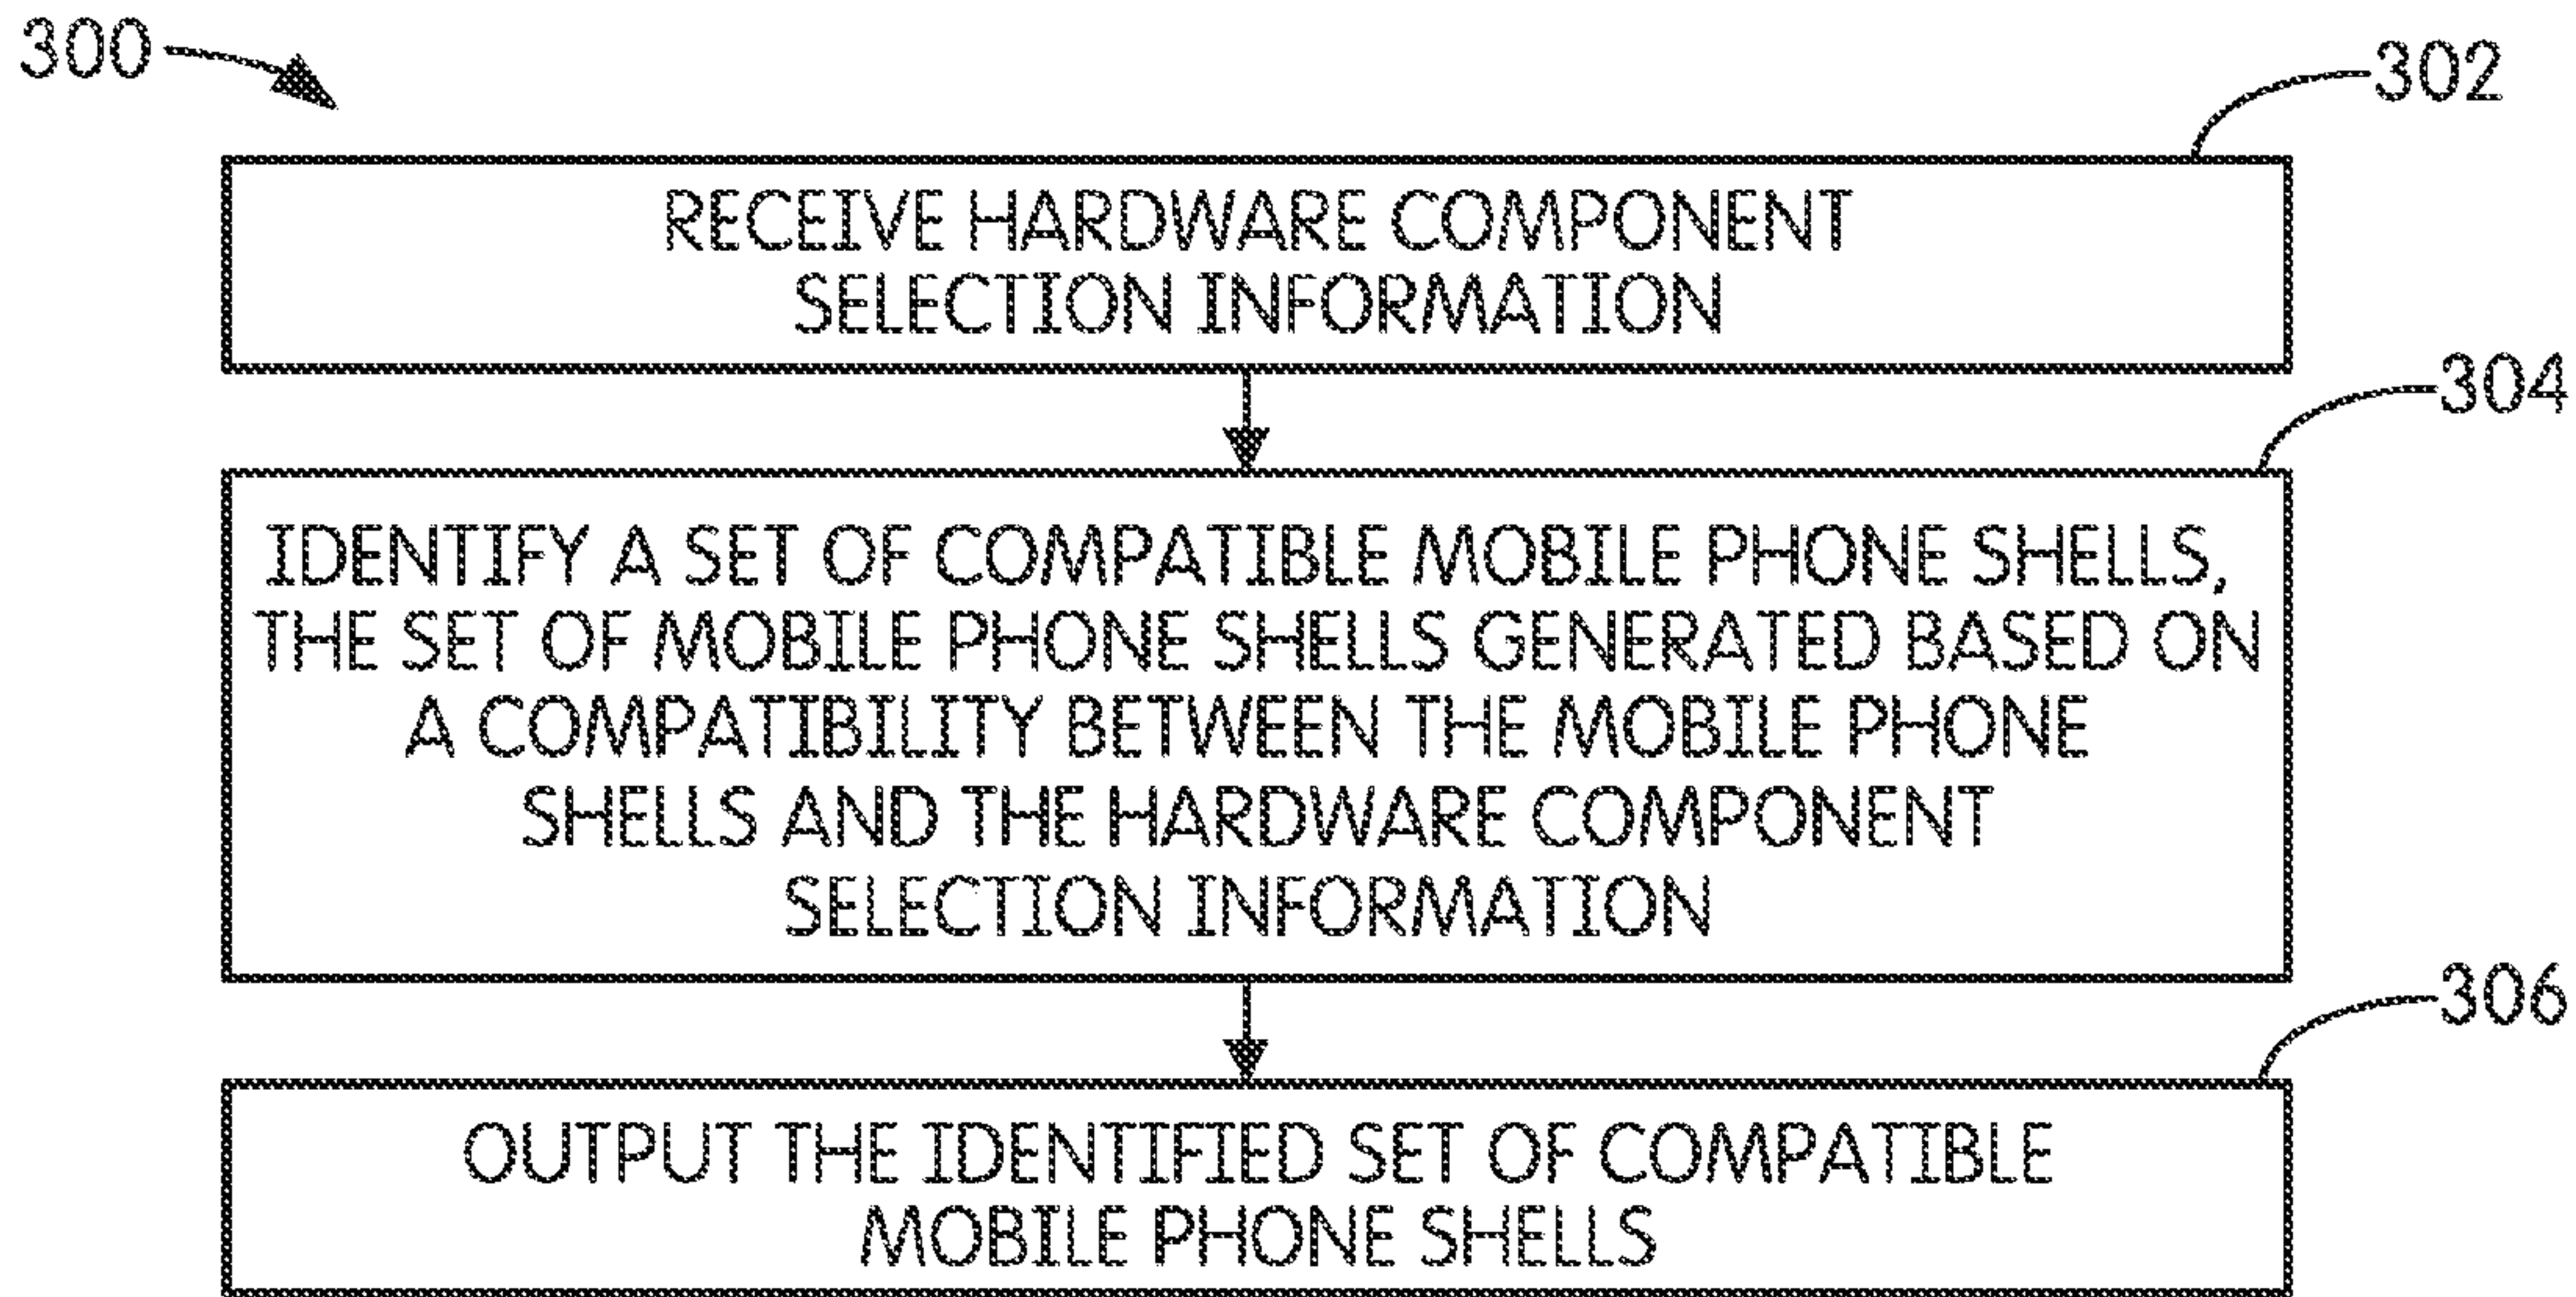 300
302
RECEIVE HARDWARE COMPONENT
SELECTION INFORMATION
304
IDENTIFY A SET OF COMPATIBLE MOBILE PHONE SHELLS,
THE SET OF MOBILE PHONE SHELLS GENERATED BASED ON
A COMPATIBILITY BETWEEN THE MOBILE PHONE
SHELLS AND THE HARDWARE COMPONENT
SELECTION INFORMATION
306
OUTPUT THE IDENTIFIED SET OF COMPATIBLE
MOBILE PHONE SHELLS